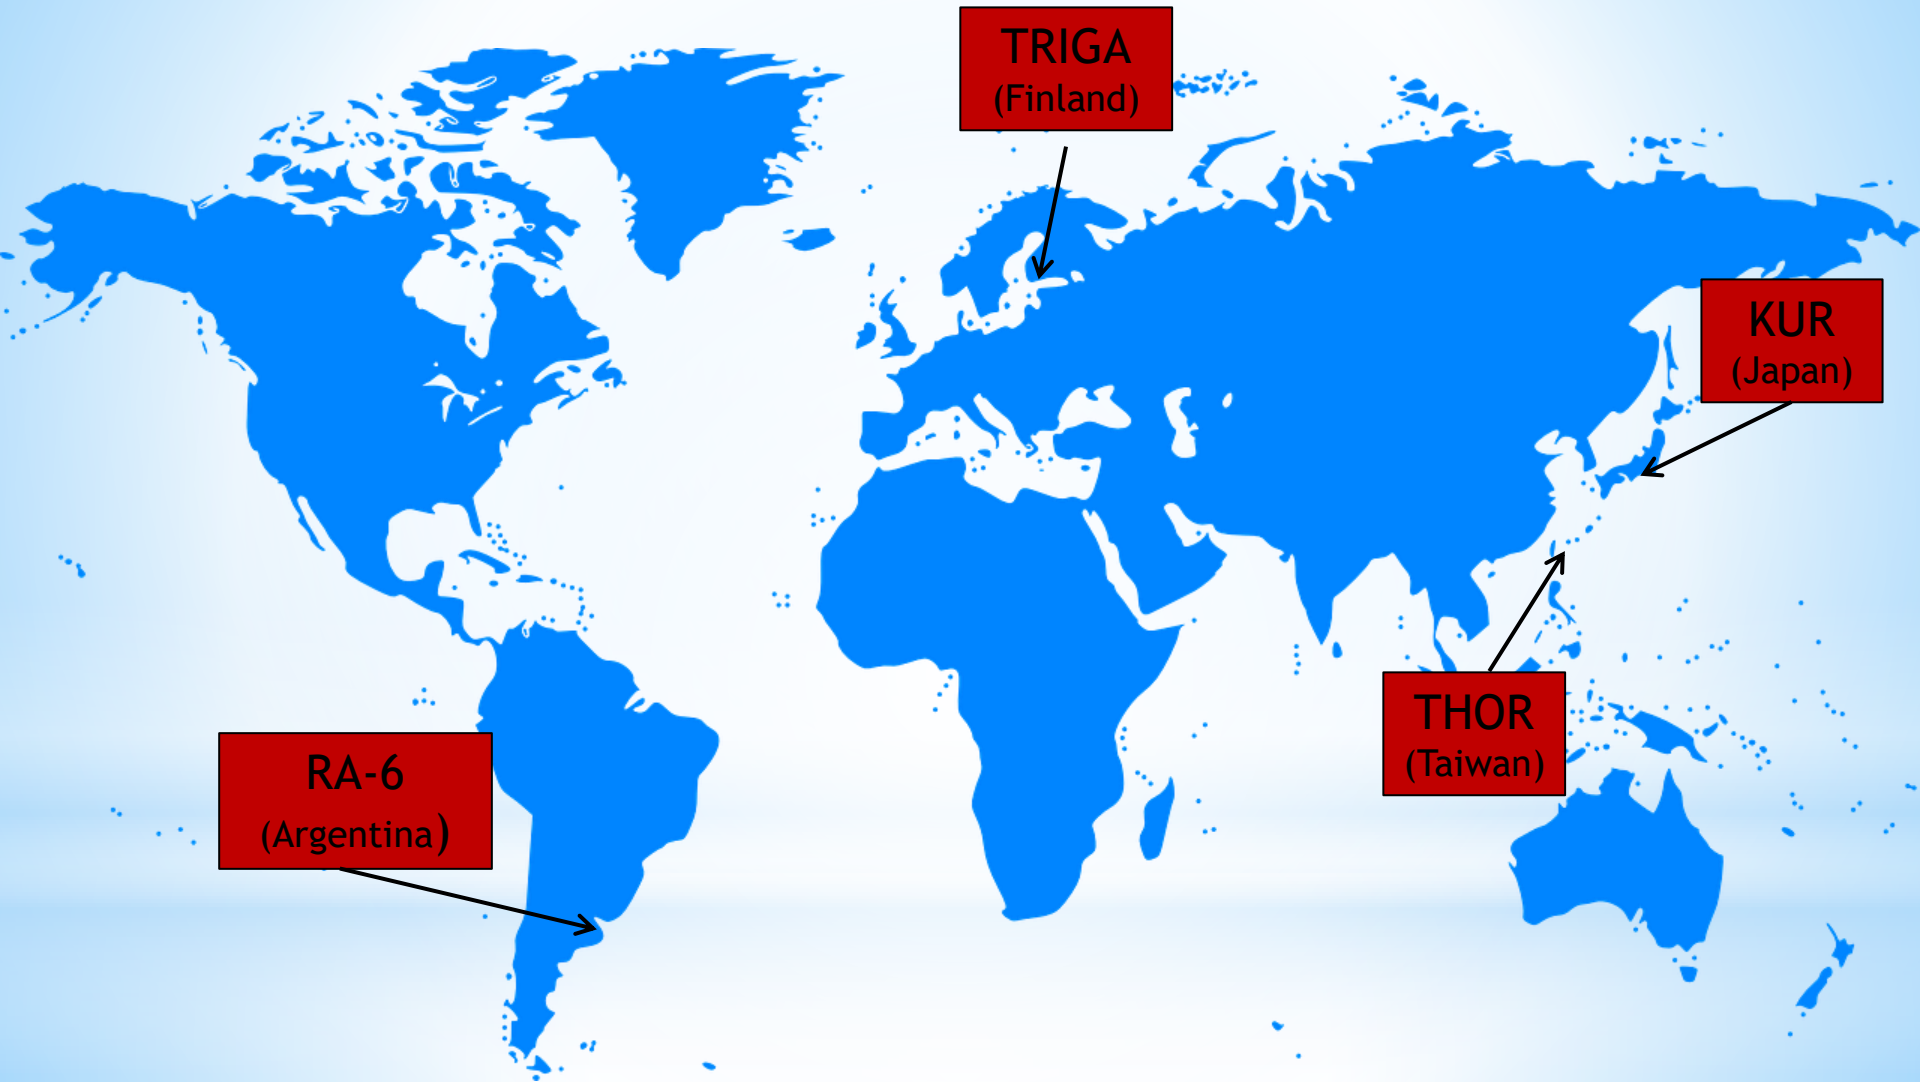 TRIGA
(Finland)
KUR
(Japan)
THOR
(Taiwan)
RA-6
(Argentina)